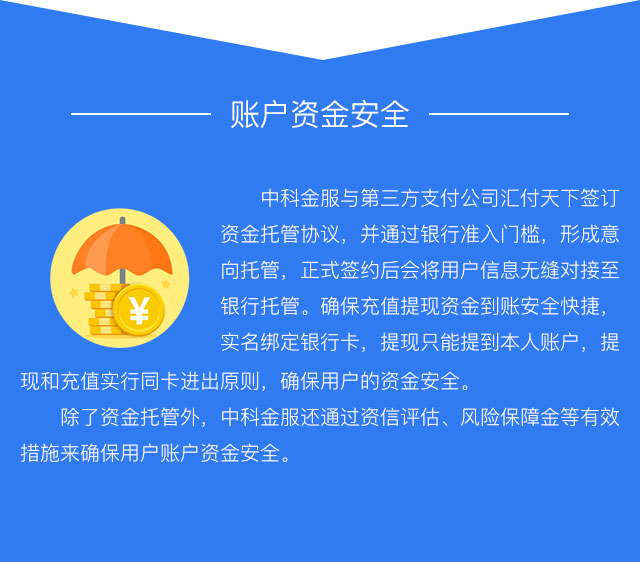 账户资金安全
中科金服与第三方支付公司汇付天下签订
资金托管协议，并通过银行准入门槛，形成意
向托管，正式签约后会将用户信息无缝对接至
银行托管。确保充值提现资金到账安全快捷，
实名绑定银行卡，提现只能提到本人账户，提
现和充值实行同卡进出原则，确保用户的资金安全。
除了资金托管外，中科金服还通过资信评估、风险保障金等有效
措施来确保用户账户资金安全。
¥